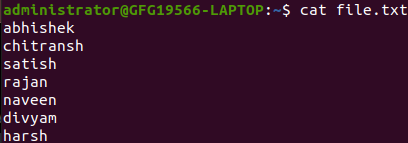 administrator@GFG19566-LAPTOP:~$ cat file.txt
abhishek
chitransh
satish
rajan
naveen
divyam
harsh